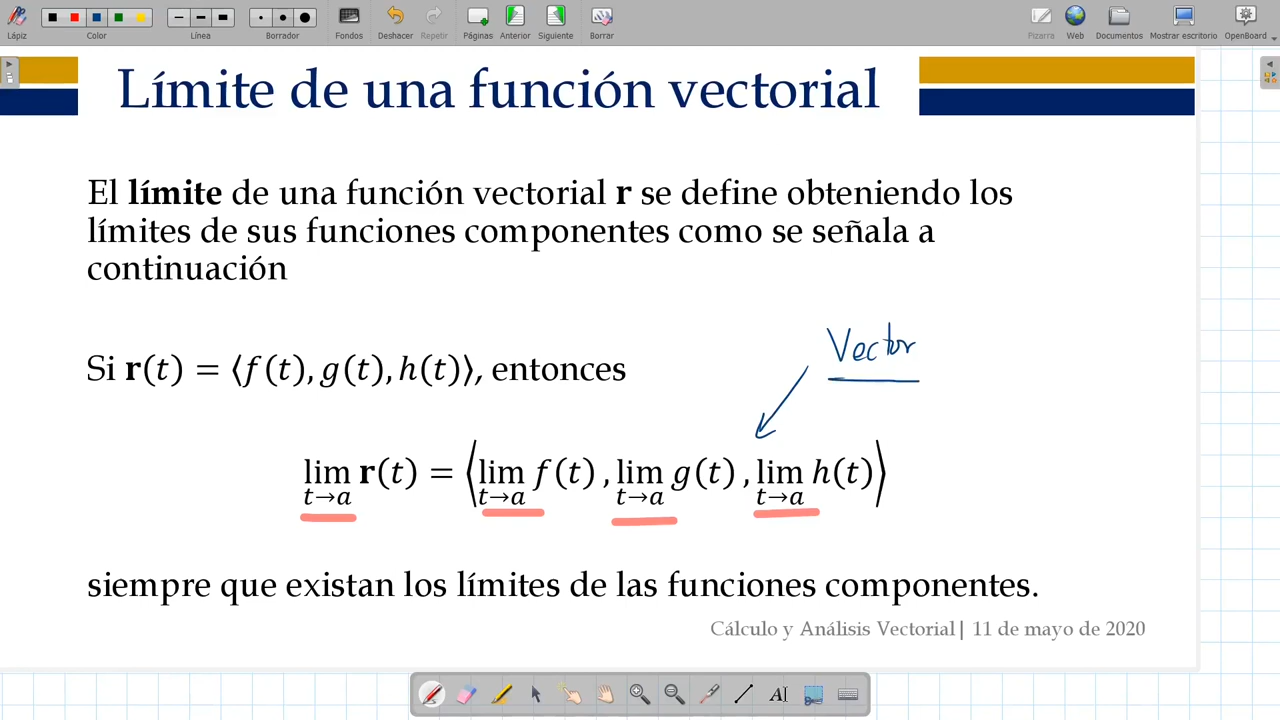 Lápiz Color Línea Borrador Fondos Deshacer Repetir Páginas Anterior Siguiente Borrar Pizarra Web Documentos Mostrar escritorio OpenBoard
Límite de una función vectorial
El límite de una función vectorial r se define obteniendo los
límites de sus funciones componentes como se señala a
continuación
Vector
Si r(t) = ⟨f(t), g(t), h(t)⟩, entonces
lim t→a r(t) = ⟨lim t→a f(t) , lim t→a g(t) , lim t→a h(t)⟩
siempre que existan los límites de las funciones componentes.
Cálculo y Análisis Vectorial| 11 de mayo de 2020
AI